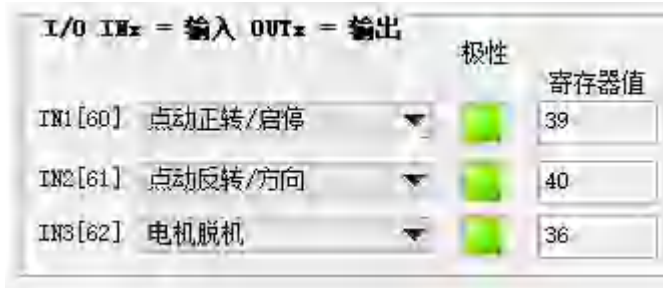 I/O INx = 输入 OUTx = 输出
极性
寄存器值
IN1[60] 点动正转/启停 39
IN2[61] 点动反转/方向 40
IN3[62] 电机脱机 36